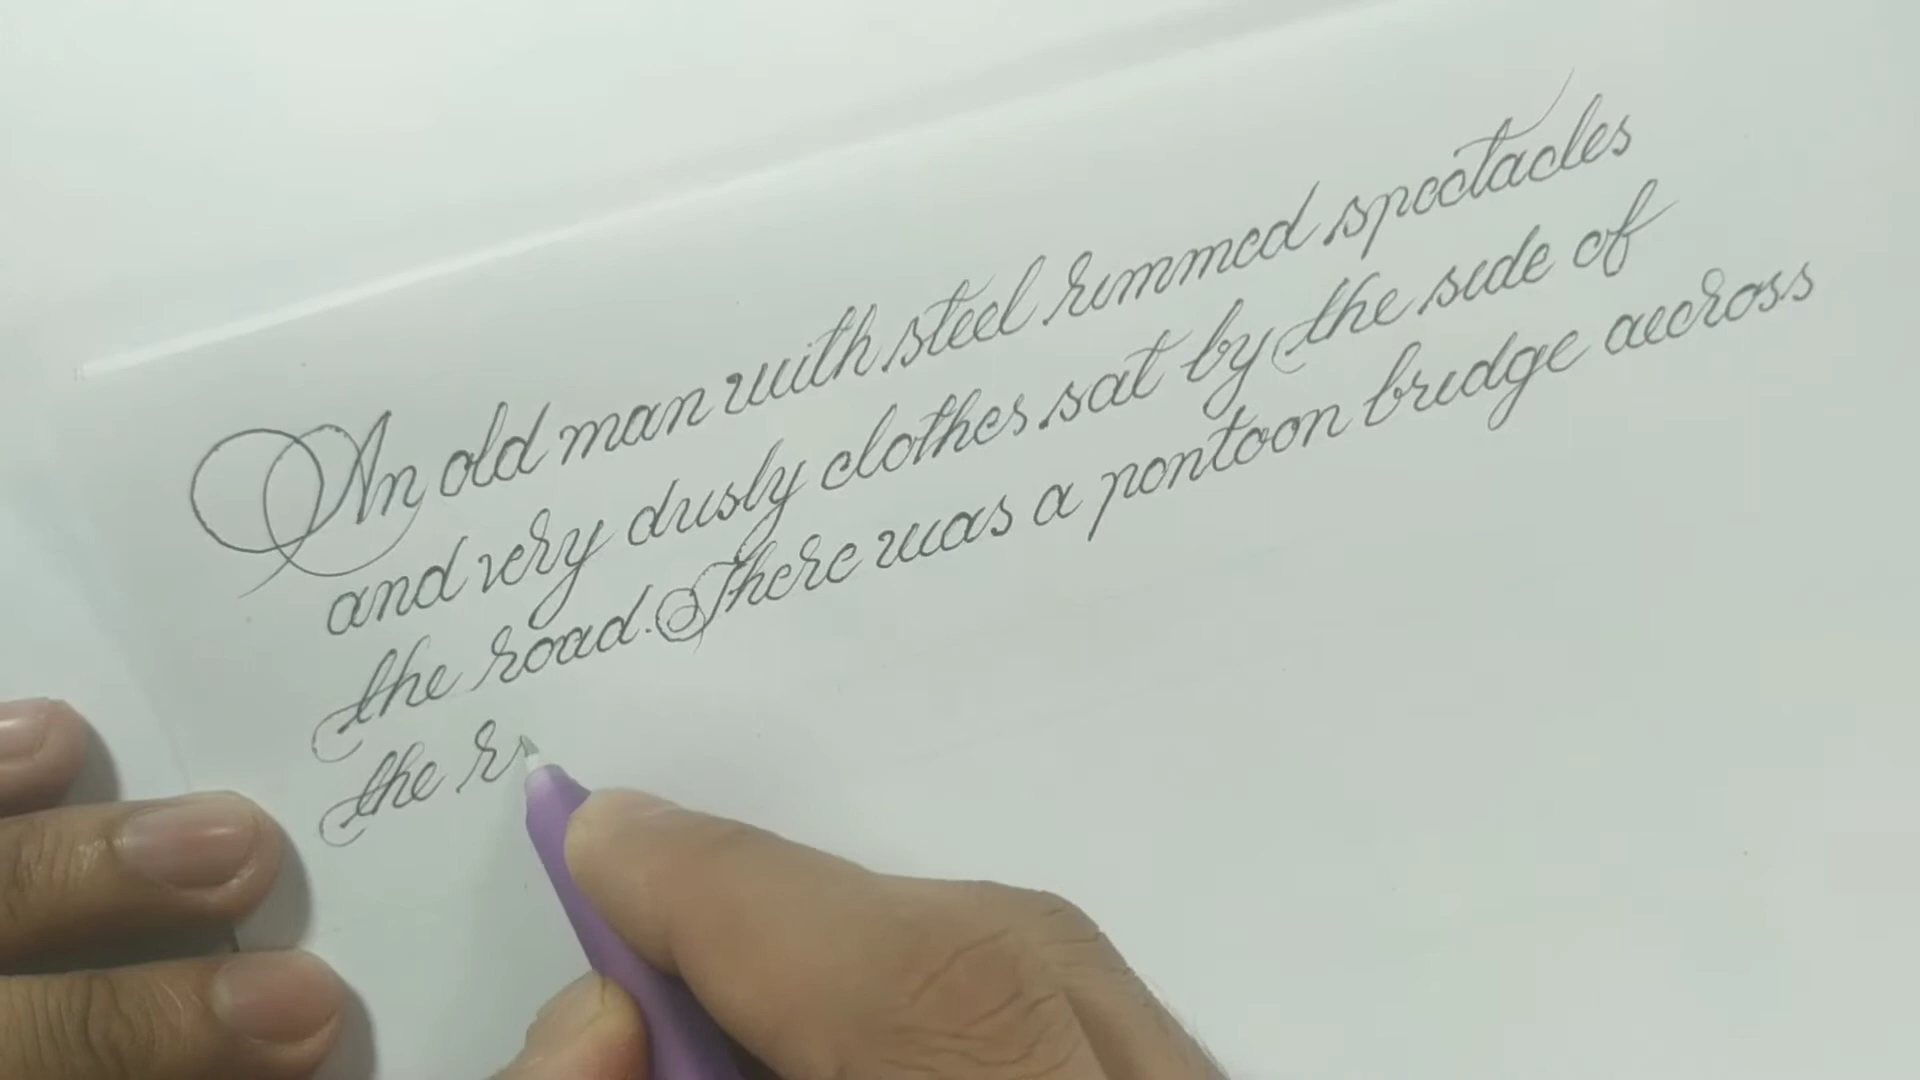 An old man with steel rimmed spectacles
and very dusty clothes sat by the side of
the road. There was a pontoon bridge aecross
the r